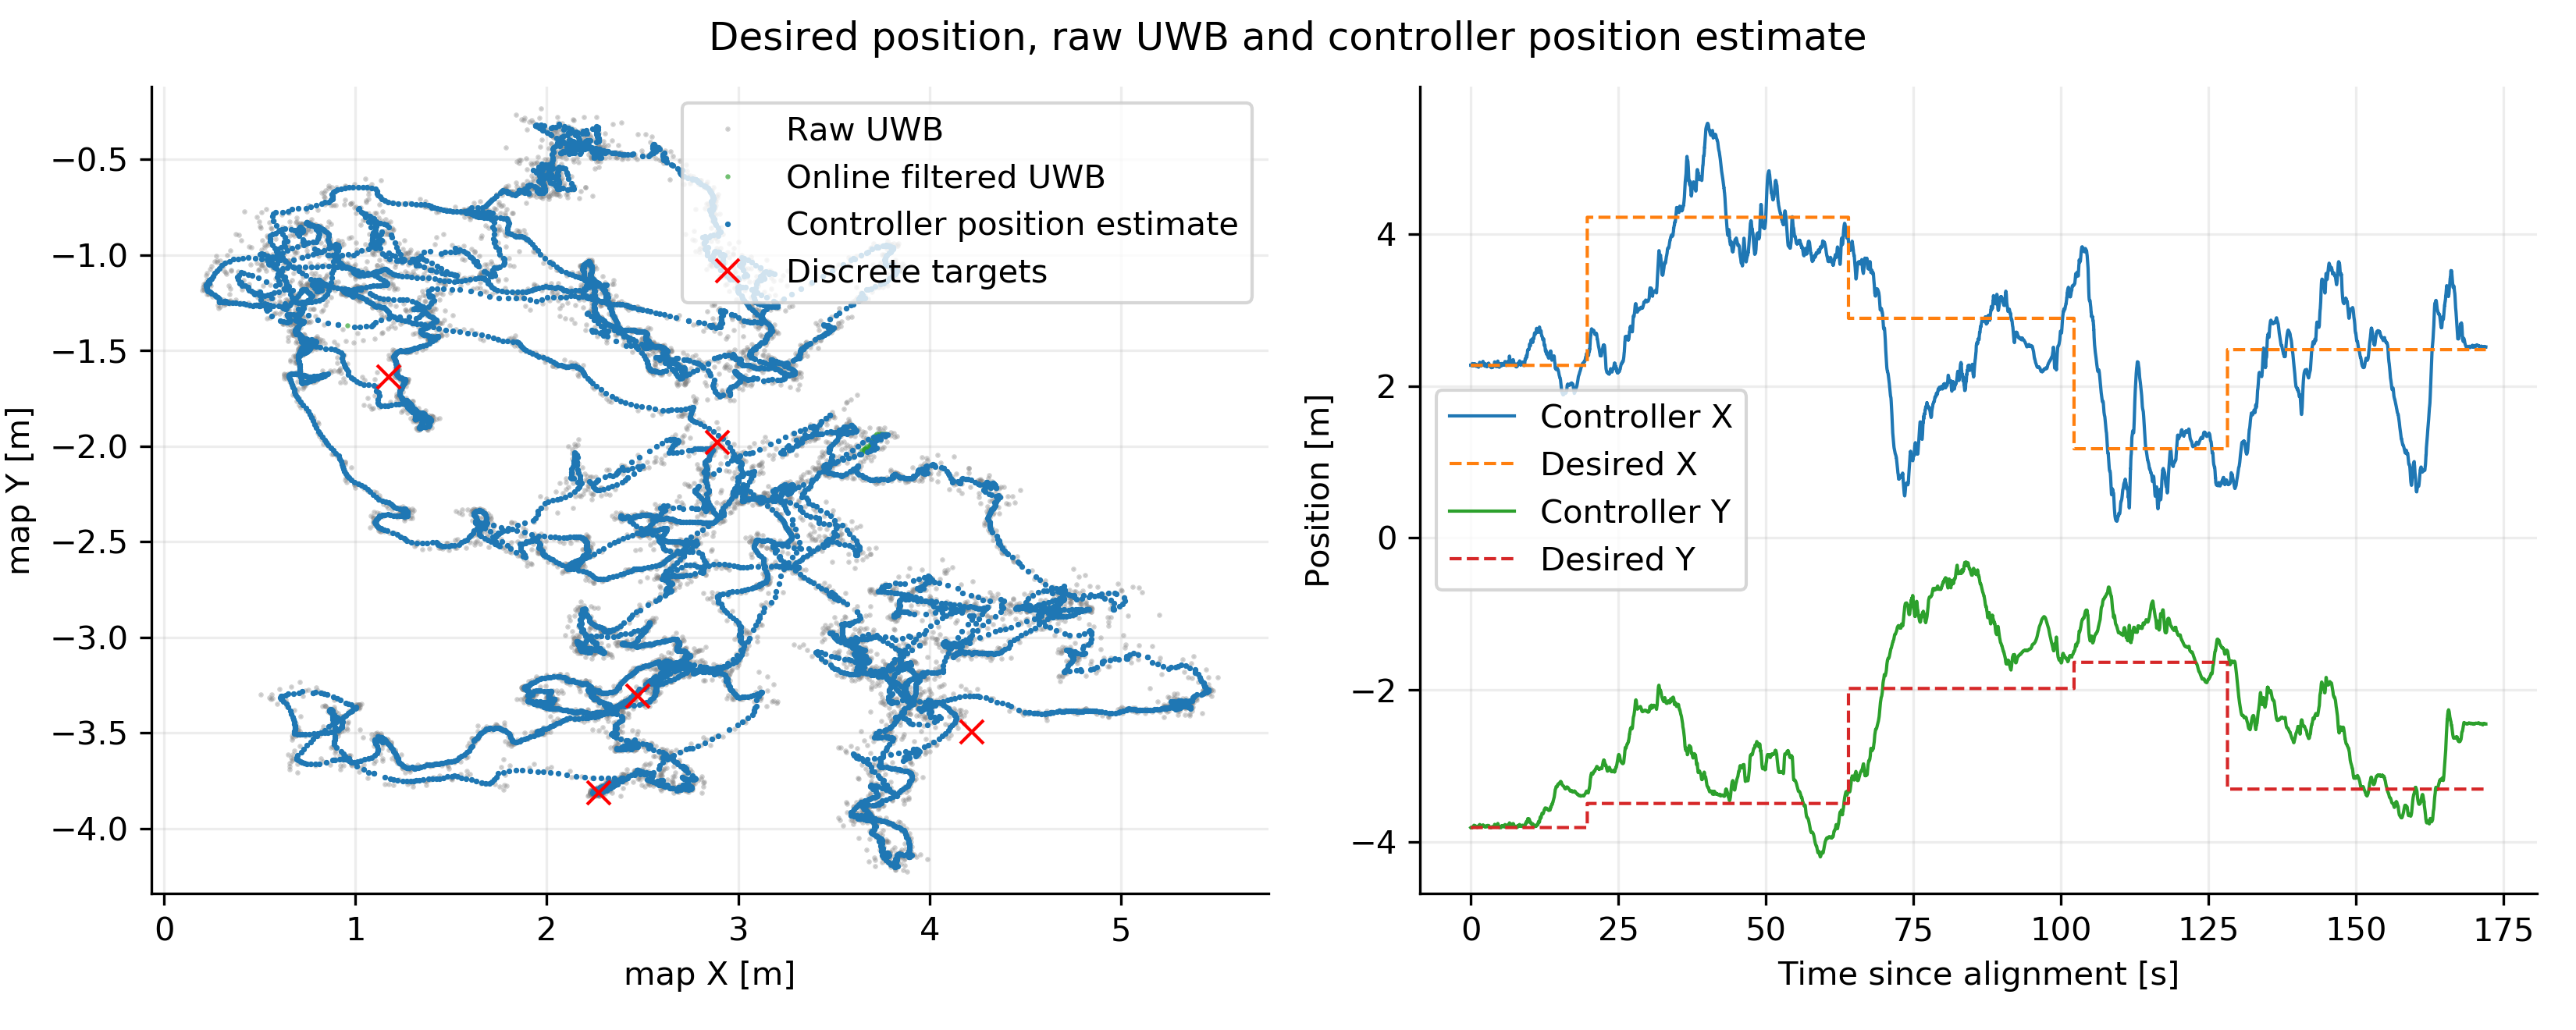 Desired position, raw UWB and controller position estimate
Raw UWB
Online filtered UWB
Controller position estimate
Discrete targets
map Y [m]
−0.5
−1.0
−1.5
−2.0
−2.5
−3.0
−3.5
−4.0
0 1 2 3 4 5
map X [m]
Position [m]
4
2
0
−2
−4
Controller X
Desired X
Controller Y
Desired Y
0 25 50 75 100 125 150 175
Time since alignment [s]